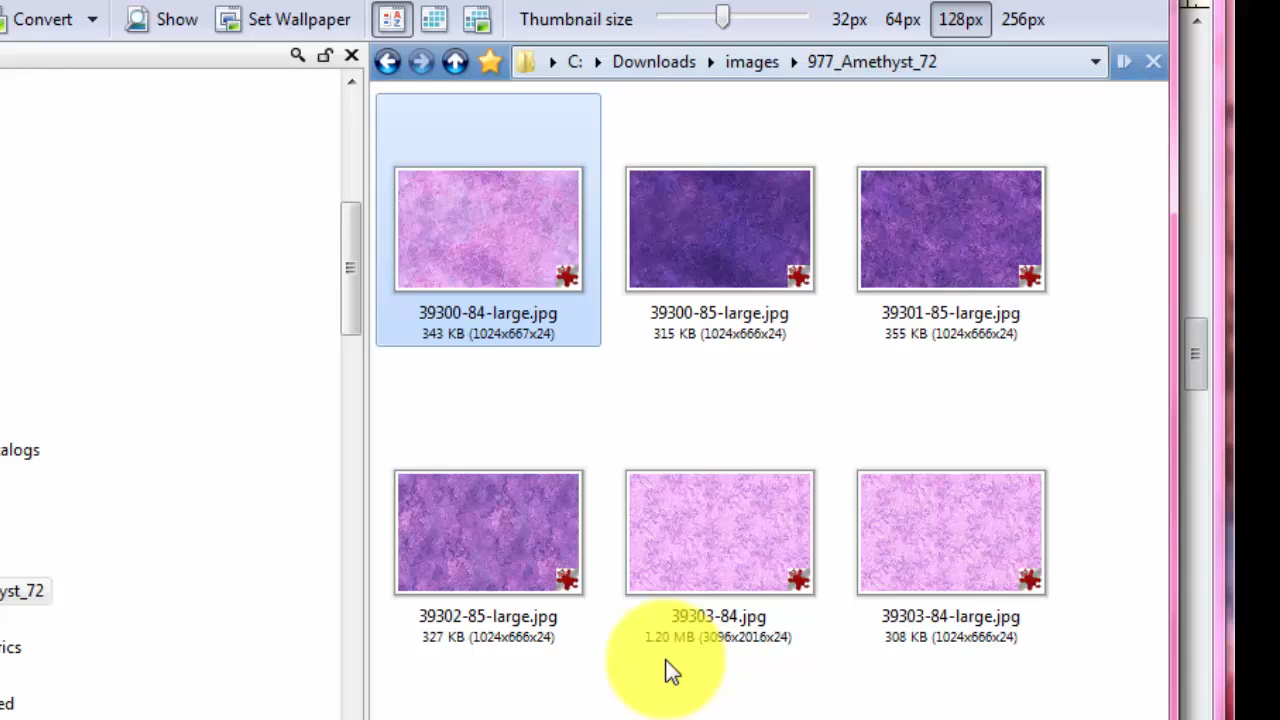 Convert Show Set Wallpaper Thumbnail size 32px 64px 128px 256px
C: Downloads images 977_Amethyst_72
39300-84-large.jpg 39300-85-large.jpg 39301-85-large.jpg
343 KB (1024x667x24) 315 KB (1024x666x24) 355 KB (1024x666x24)
alogs
yst_72
39302-85-large.jpg 39303-84.jpg 39303-84-large.jpg
327 KB (1024x666x24) 1.20 MB (3096x2016x24) 308 KB (1024x666x24)
rics
ed